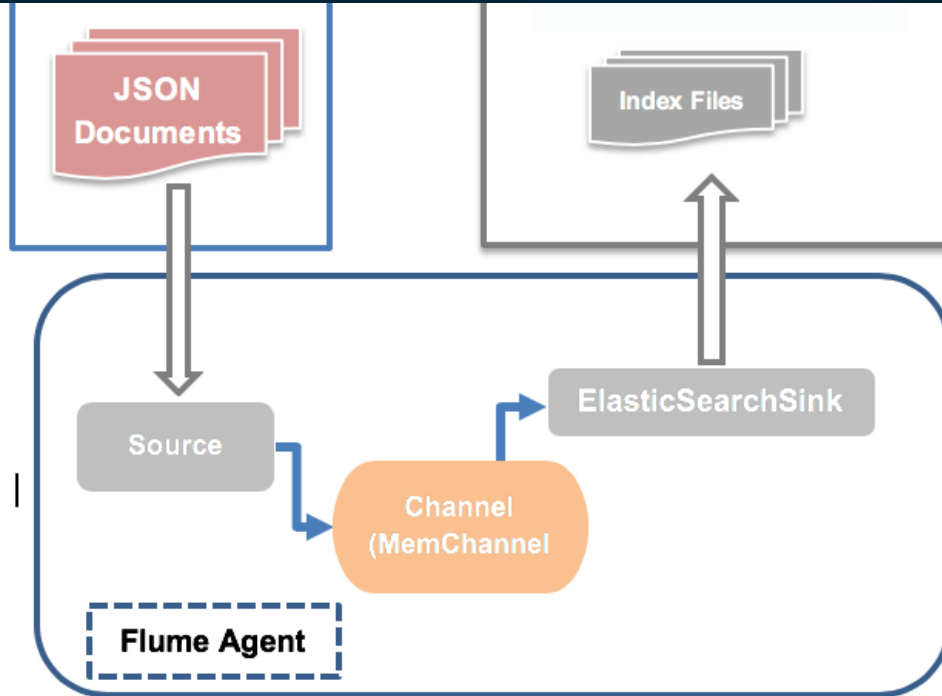 JSON
Documents
Index Files
Source
ElasticSearchSink
Channel
(MemChannel
Flume Agent